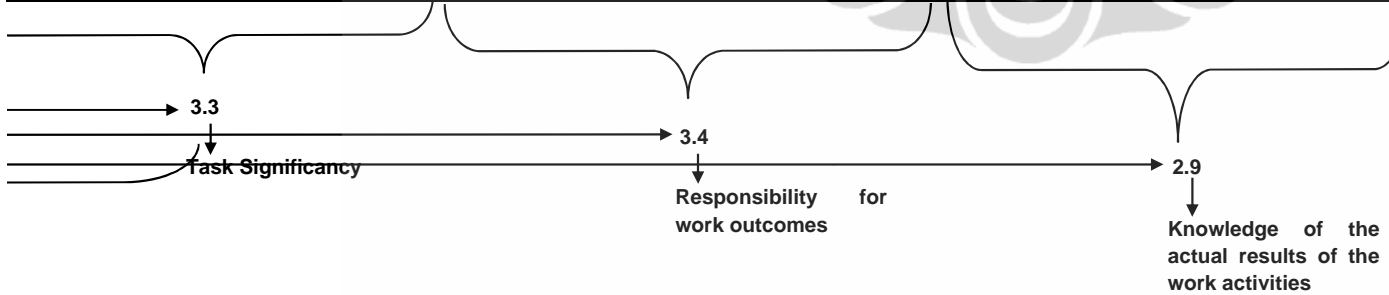 3.3
Task Significancy
3.4
Responsibility for
work outcomes
2.9
Knowledge of the
actual results of the
work activities